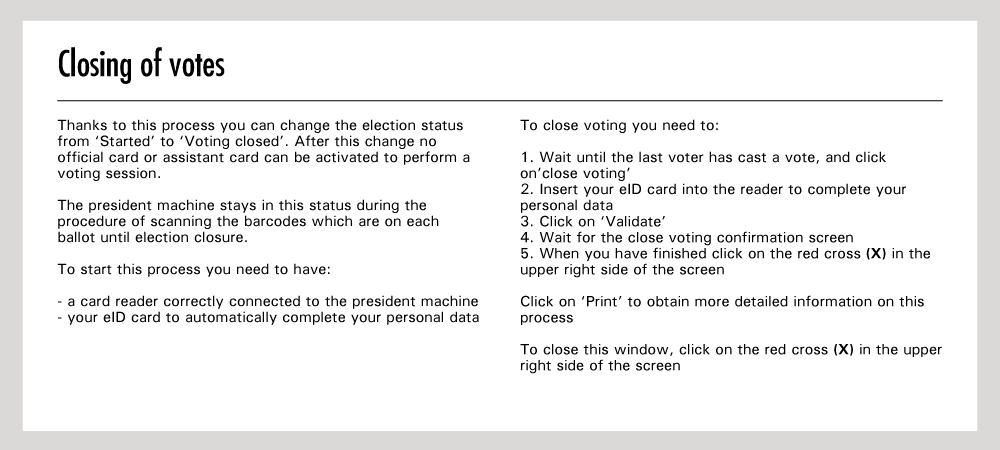 Closing of votes
Thanks to this process you can change the election status
from ‘Started’ to ‘Voting closed’. After this change no
official card or assistant card can be activated to perform a
voting session.
The president machine stays in this status during the
procedure of scanning the barcodes which are on each
ballot until election closure.
To start this process you need to have:
- a card reader correctly connected to the president machine
- your eID card to automatically complete your personal data
To close voting you need to:
1. Wait until the last voter has cast a vote, and click
on‘close voting’
2. Insert your eID card into the reader to complete your
personal data
3. Click on ‘Validate’
4. Wait for the close voting confirmation screen
5. When you have finished click on the red cross (X) in the
upper right side of the screen
Click on ‘Print’ to obtain more detailed information on this
process
To close this window, click on the red cross (X) in the upper
right side of the screen